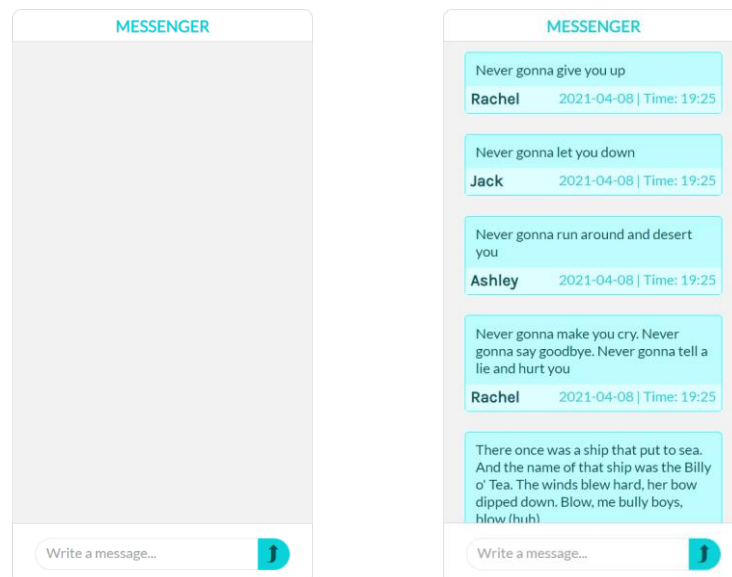 MESSENGER
Write a message...
MESSENGER
Never gonna give you up
Rachel 2021-04-08 | Time: 19:25
Never gonna let you down
Jack 2021-04-08 | Time: 19:25
Never gonna run around and desert
you
Ashley 2021-04-08 | Time: 19:25
Never gonna make you cry. Never
gonna say goodbye. Never gonna tell a
lie and hurt you
Rachel 2021-04-08 | Time: 19:25
There once was a ship that put to sea.
And the name of that ship was the Billy
o' Tea. The winds blew hard, her bow
dipped down. Blow, me bully boys,
blow (huh)
Write a message...